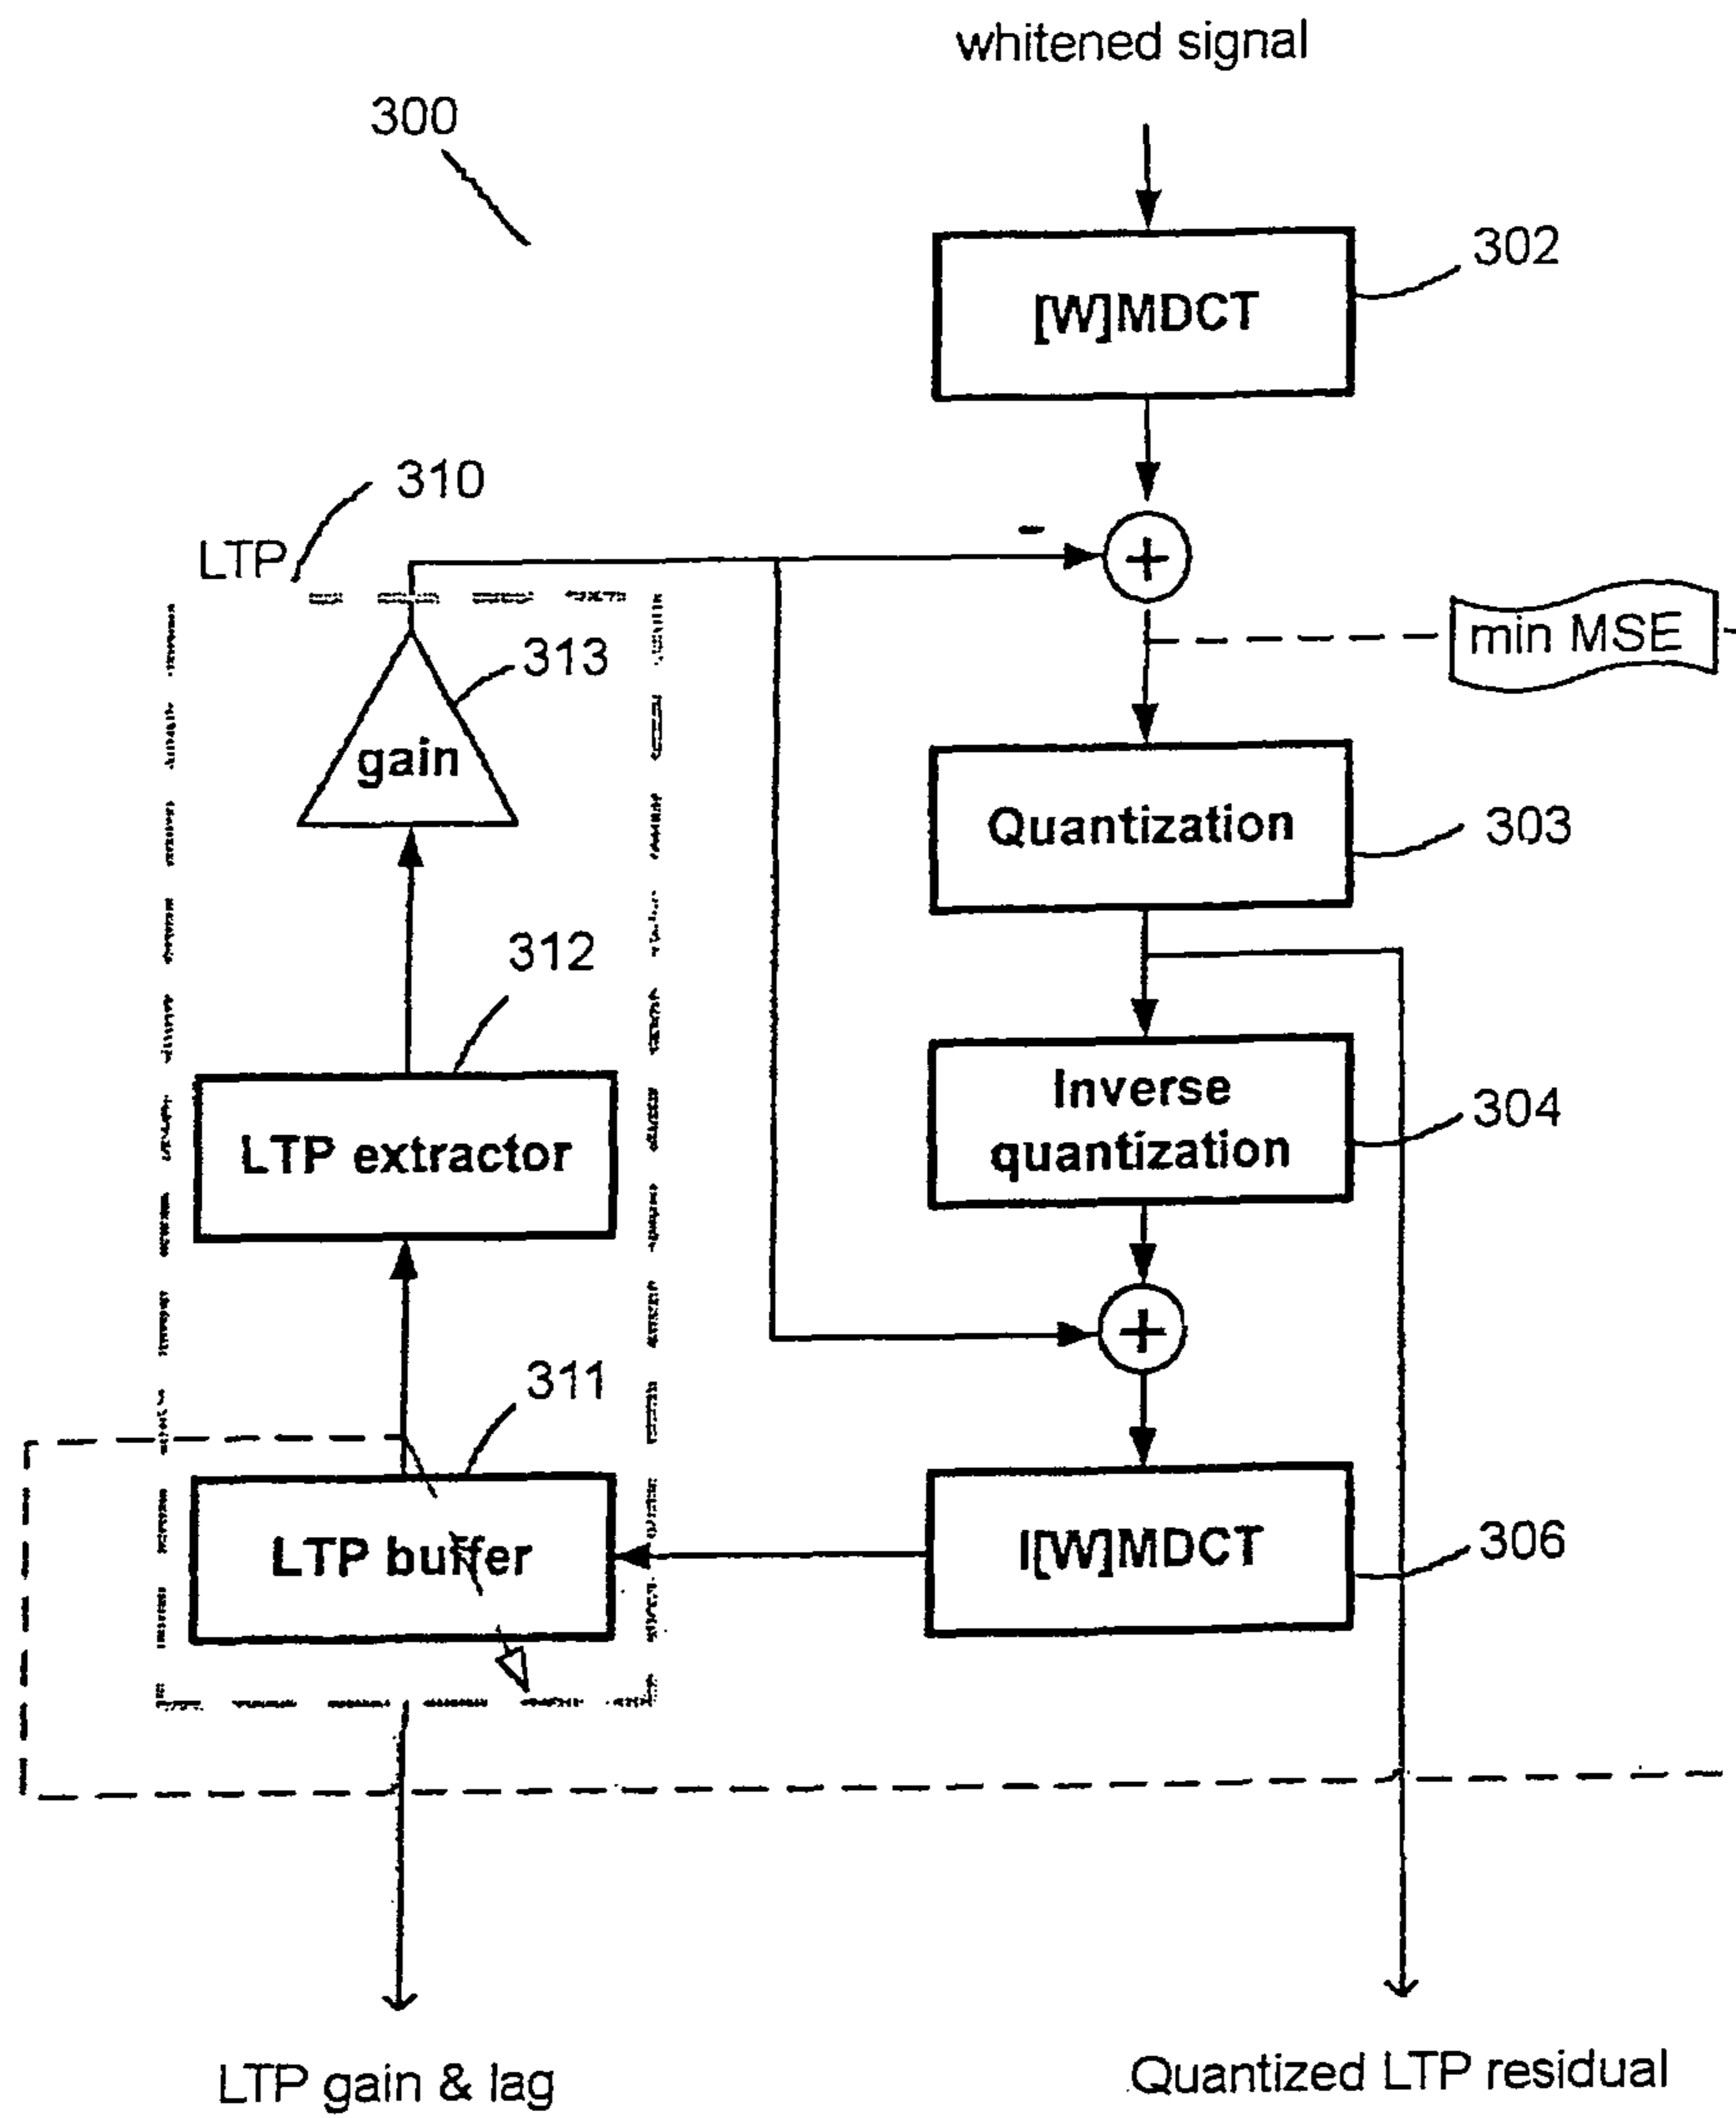 whitened signal
300
302
[W]MDCT
310
LTP
-
+
313
min MSE
gain
Quantization
303
312
Inverse
quantization
304
LTP extractor
+
311
LTP buffer
I[W]MDCT
306
LTP gain & lag
Quantized LTP residual